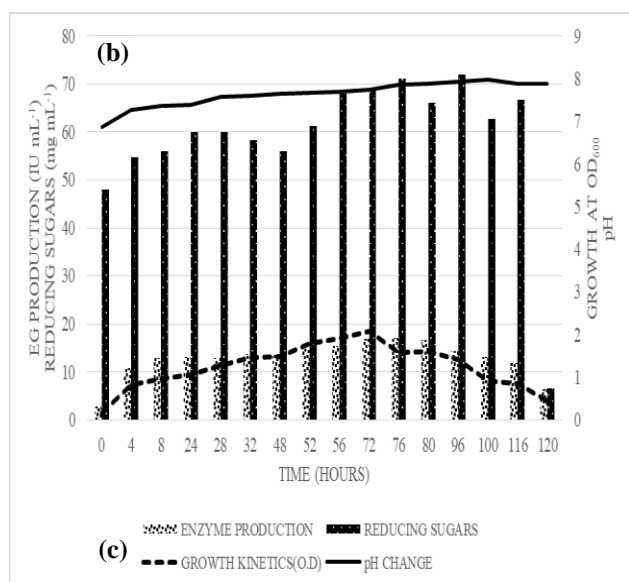 (b)
EG PRODUCTION (IU mL-1)
REDUCING SUGARS (mg mL-1)
80
70
60
50
40
30
20
10
0
9
8
7
6
5
4
3
2
1
0
GROWTH AT OD600
pH
0 4 8 24 28 32 48 52 56 72 76 80 96 100 116 120
TIME (HOURS)
ENZYME PRODUCTION REDUCING SUGARS
(c) GROWTH KINETICS(O.D) pH CHANGE